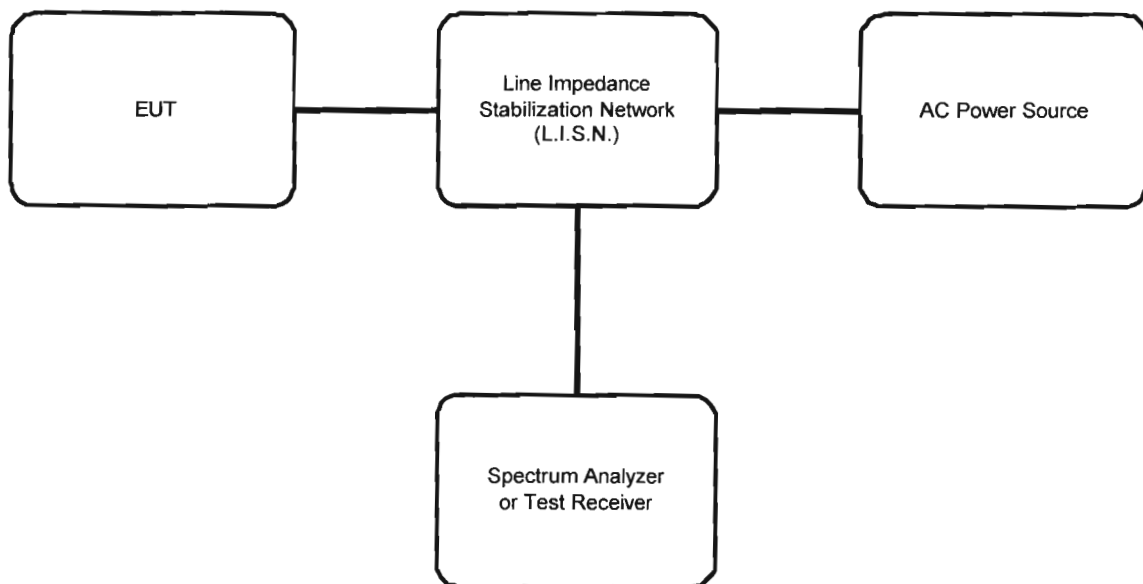 EUT
Line Impedance
Stabilization Network
(L.I.S.N.)
AC Power Source
Spectrum Analyzer
or Test Receiver